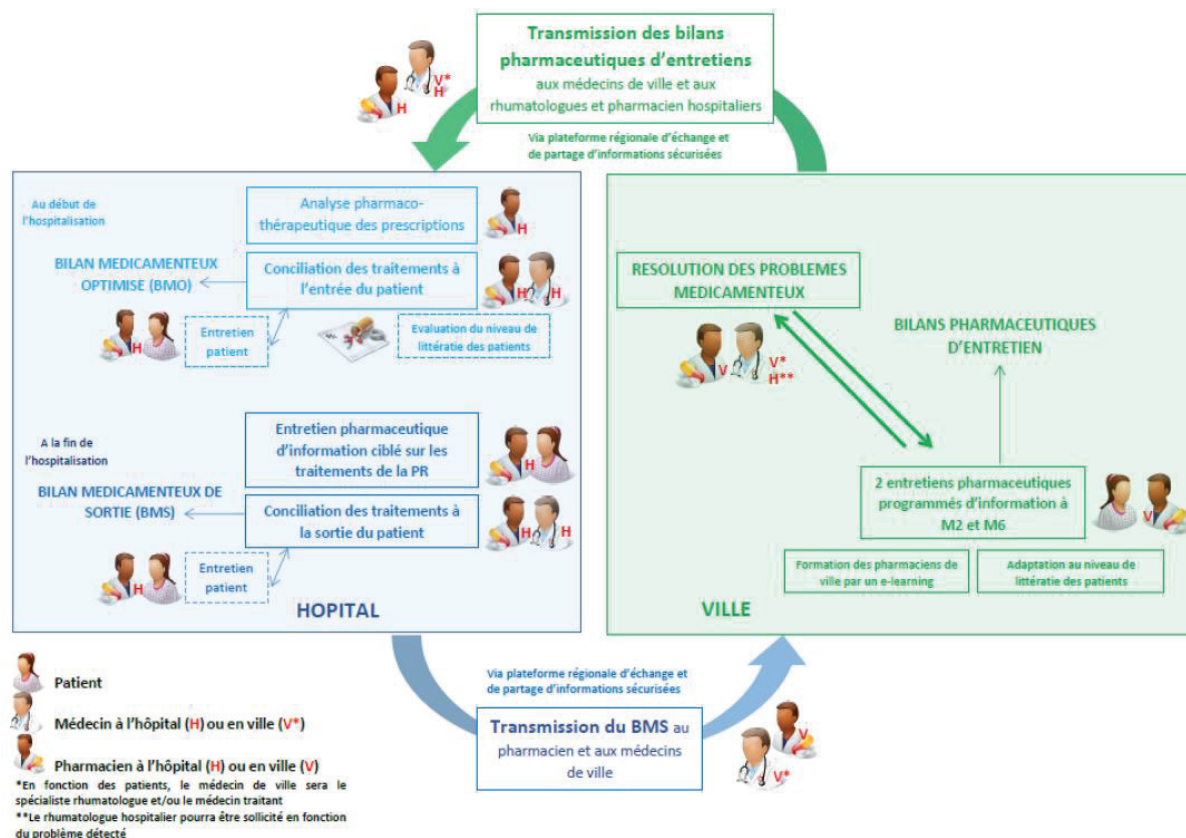 Transmission des bilans
pharmaceutiques d'entretiens
aux médecins de ville et aux
rhumatologues et pharmacien hospitaliers
V*
H
H
Via plateforme régionale d'échange et
de partage d'informations sécurisées
Au début de
l'hospitalisation
Analyse pharmaco-
thérapeutique des prescriptions
H
BILAN MEDICAMENTEUX
OPTIMISE (BMO)
Conciliation des traitements à
l'entrée du patient
H
H
H
Entretien
patient
Evaluation du niveau de
littératie des patients
A la fin de
l'hospitalisation
Entretien pharmaceutique
d'information ciblé sur les
traitements de la PR
H
BILAN MEDICAMENTEUX DE
SORTIE (BMS)
Conciliation des traitements à
la sortie du patient
H
H
H
Entretien
patient
HOPITAL
RESOLUTION DES PROBLEMES
MEDICAMENTEUX
V
V*
H**
BILANS PHARMACEUTIQUES
D'ENTRETIEN
2 entretiens pharmaceutiques
programmés d'information à
M2 et M6
V
Formation des pharmaciens de
ville par un e-learning
Adaptation au niveau de
littératie des patients
VILLE
Via plateforme régionale d'échange et
de partage d'informations sécurisées
Transmission du BMS au
pharmacien et aux médecins
de ville
V
V*
Patient
Médecin à l'hôpital (H) ou en ville (V*)
Pharmacien à l'hôpital (H) ou en ville (V)
*En fonction des patients, le médecin de ville sera le
spécialiste rhumatologue et/ou le médecin traitant
**Le rhumatologue hospitalier pourra être sollicité en fonction
du problème détecté